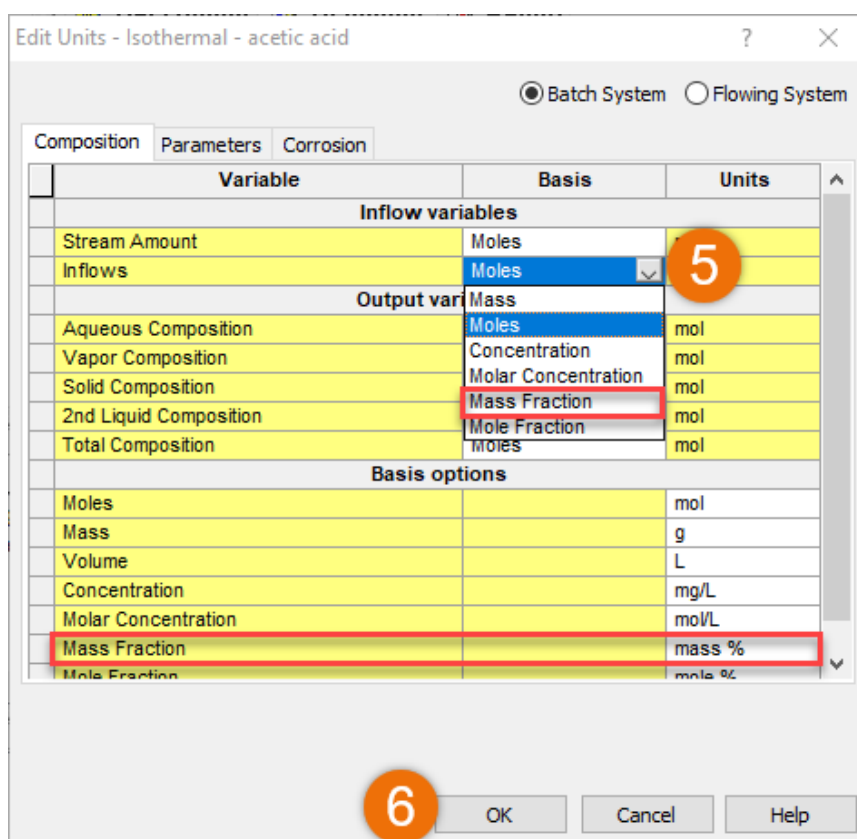 Edit Units - Isothermal - acetic acid ? ×
Batch System Flowing System
Composition Parameters Corrosion
Variable Basis Units
Inflow variables
Stream Amount Moles
Inflows Moles 5
Output vari
Mass
Aqueous Composition Moles mol
Vapor Composition Concentration mol
Solid Composition Molar Concentration mol
2nd Liquid Composition Mass Fraction mol
Mole Fraction
Total Composition Moles mol
Basis options
Moles mol
Mass g
Volume L
Concentration mg/L
Molar Concentration mol/L
Mass Fraction mass %
Mole Fraction mole %
6 OK Cancel Help